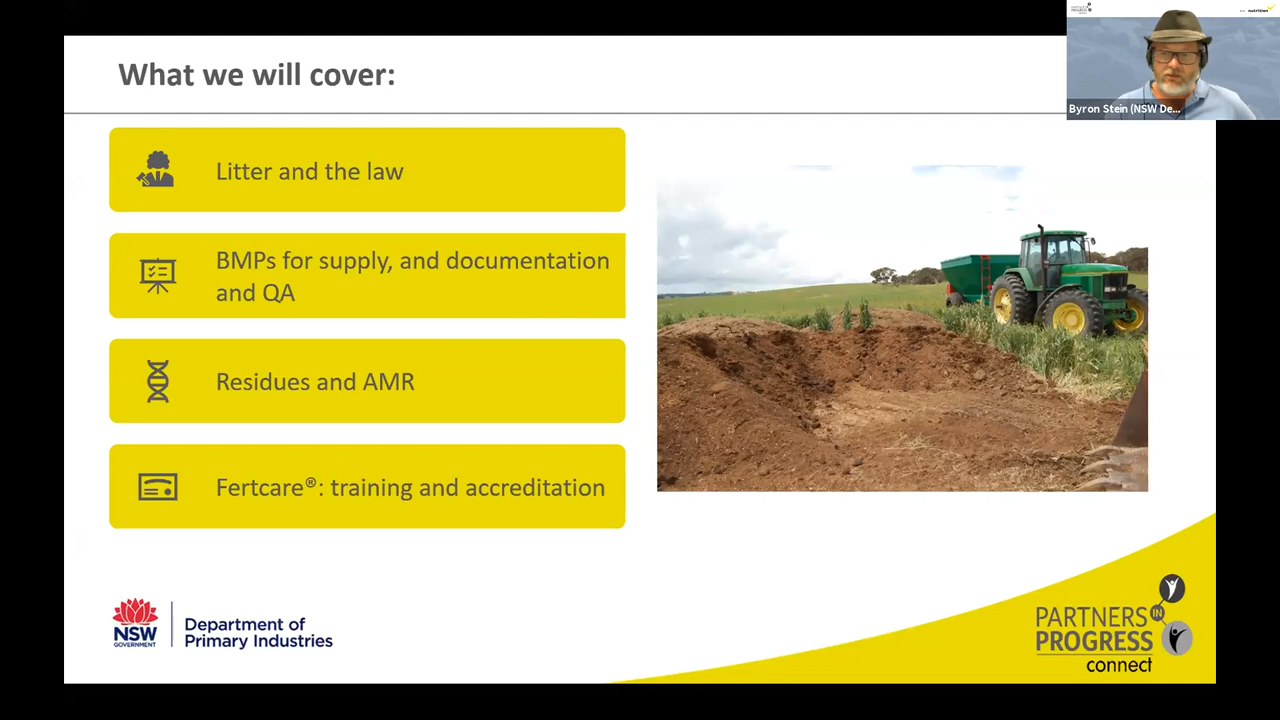 What we will cover:
Byron Stein (NSW De...
Litter and the law
BMPs for supply, and documentation
and QA
Residues and AMR
Fertcare®: training and accreditation
NSW
GOVERNMENT
Department of
Primary Industries
PARTNERS
IN
PROGRESS
connect
nutrition